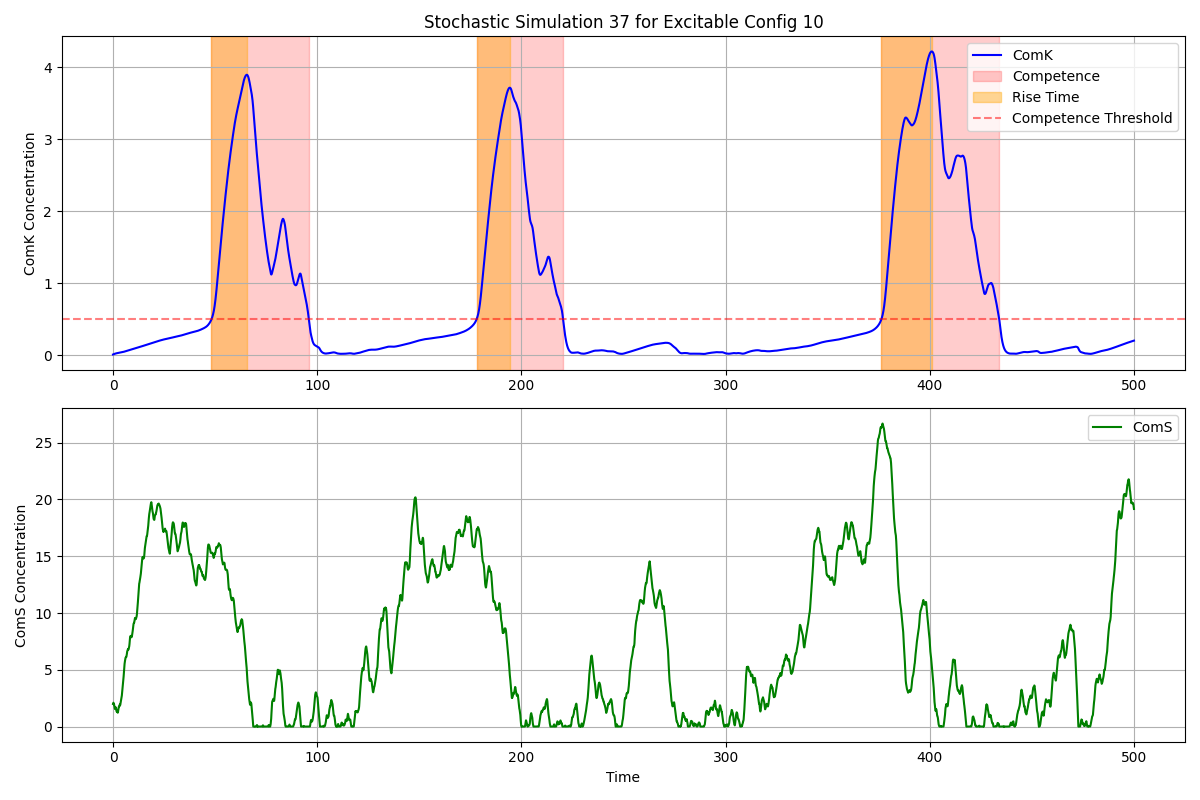 Stochastic Simulation 37 for Excitable Config 10
ComK Concentration
4
3
2
1
0
ComK
Competence
Rise Time
Competence Threshold
0 100 200 300 400 500
ComS Concentration
25
20
15
10
5
0
ComS
0 100 200 300 400 500
Time